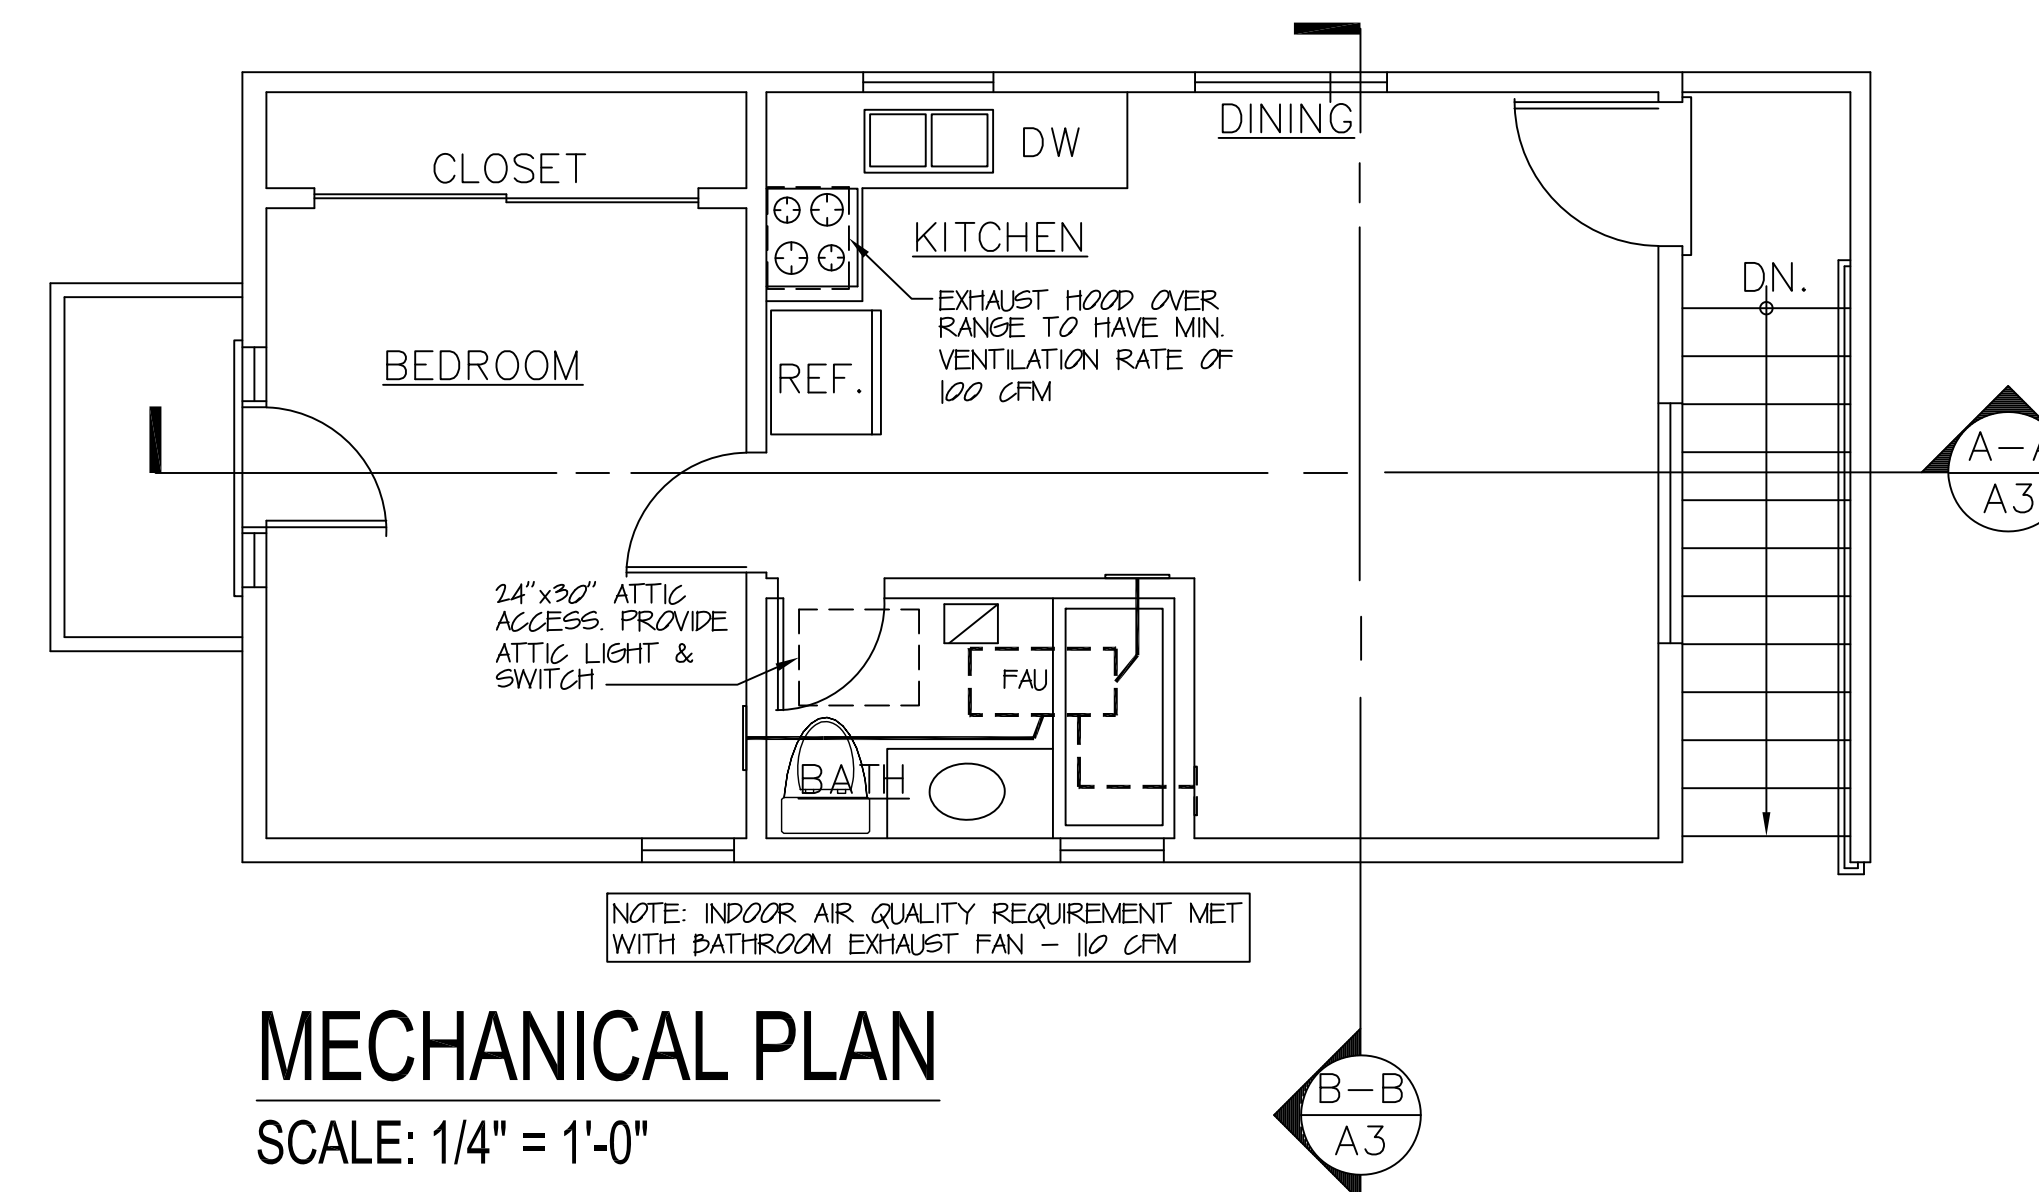 DINING
CLOSET
DW
KITCHEN
DN.
EXHAUST HOOD OVER
RANGE TO HAVE MIN.
VENTILATION RATE OF
100 CFM
BEDROOM
REF.
A-A
A3
24"x30" ATTIC
ACCESS. PROVIDE
ATTIC LIGHT &
SWITCH
FAU
BATH
NOTE: INDOOR AIR QUALITY REQUIREMENT MET
WITH BATHROOM EXHAUST FAN - 110 CFM
MECHANICAL PLAN
SCALE: 1/4" = 1'-0"
B-B
A3